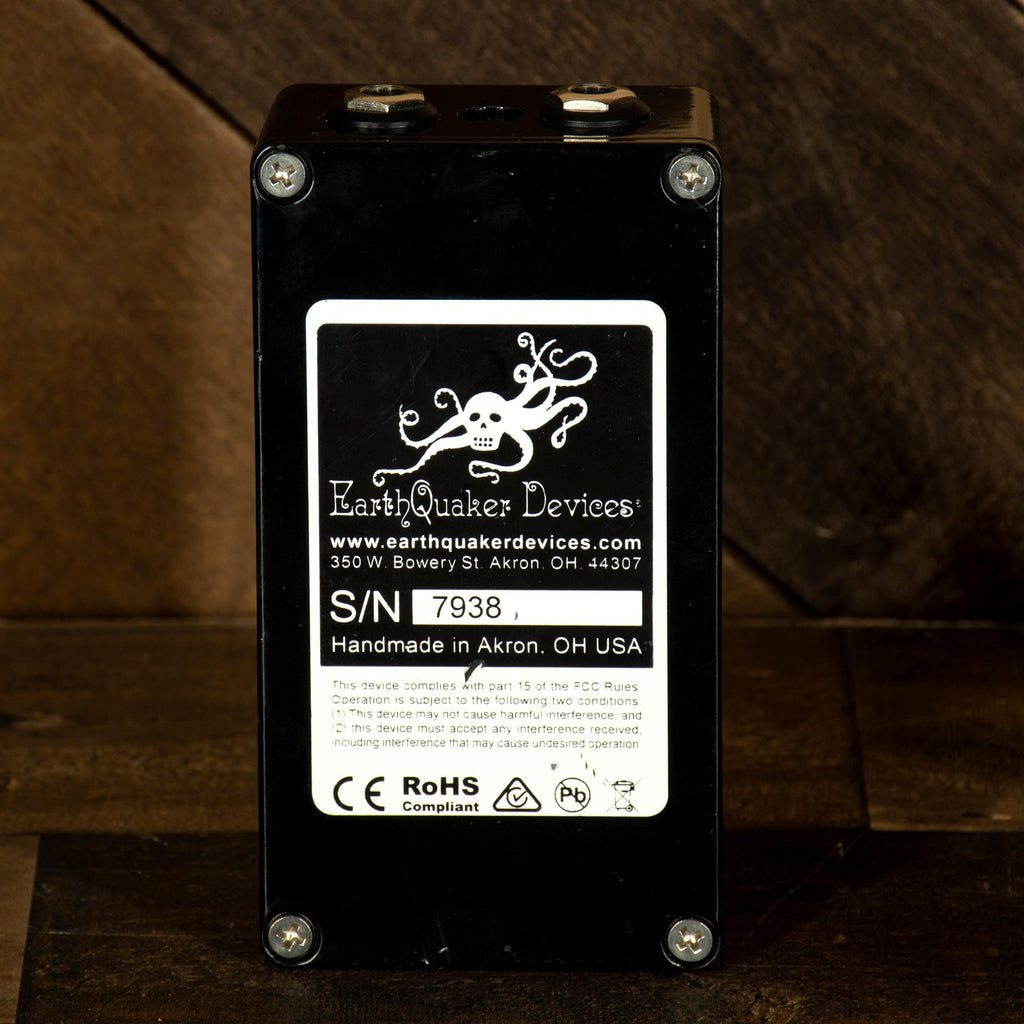 EarthQuaker Devices
www.earthquakerdevices.com
350 W. Bowery St. Akron. OH. 44307
S/N 7938
Handmade in Akron. OH USA
This device complies with part 15 of the FCC Rules
Operation is subject to the following two conditions.
(1) This device may not cause harmful interference, and
(2) this device must accept any interference received,
including interference that may cause undesired operation.
CE RoHS Compliant Pb